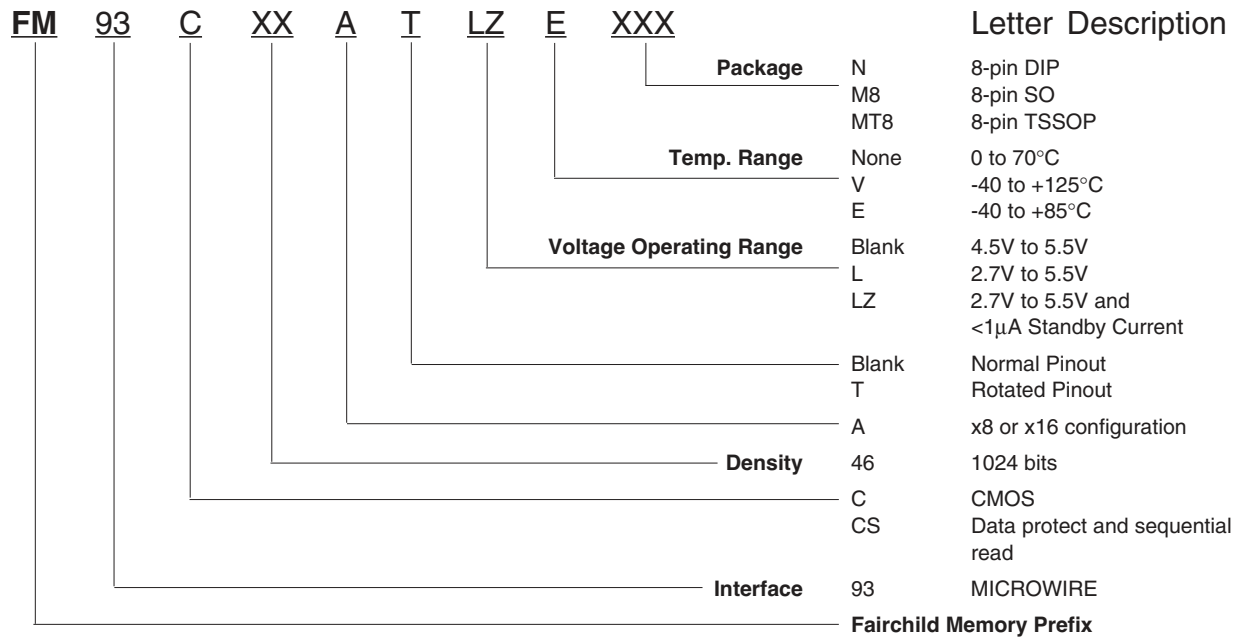 FM 93 C XX A T LZ E XXX Letter Description
Package N 8-pin DIP
M8 8-pin SO
MT8 8-pin TSSOP
Temp. Range None 0 to 70°C
V -40 to +125°C
E -40 to +85°C
Voltage Operating Range Blank 4.5V to 5.5V
L 2.7V to 5.5V
LZ 2.7V to 5.5V and
<1μA Standby Current
Blank Normal Pinout
T Rotated Pinout
A x8 or x16 configuration
Density 46 1024 bits
C CMOS
CS Data protect and sequential
read
Interface 93 MICROWIRE
Fairchild Memory Prefix